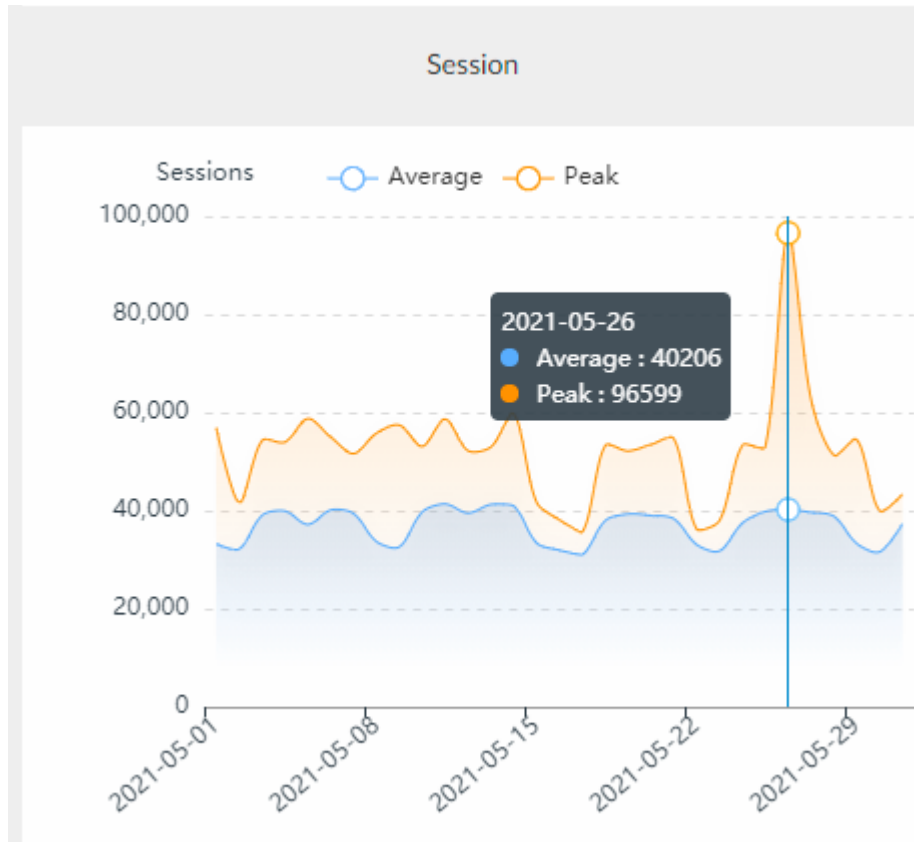 Session
Sessions Average Peak
100,000
80,000
2021-05-26
Average : 40206
Peak : 96599
60,000
40,000
20,000
0
2021-05-01 2021-05-08 2021-05-15 2021-05-22 2021-05-29